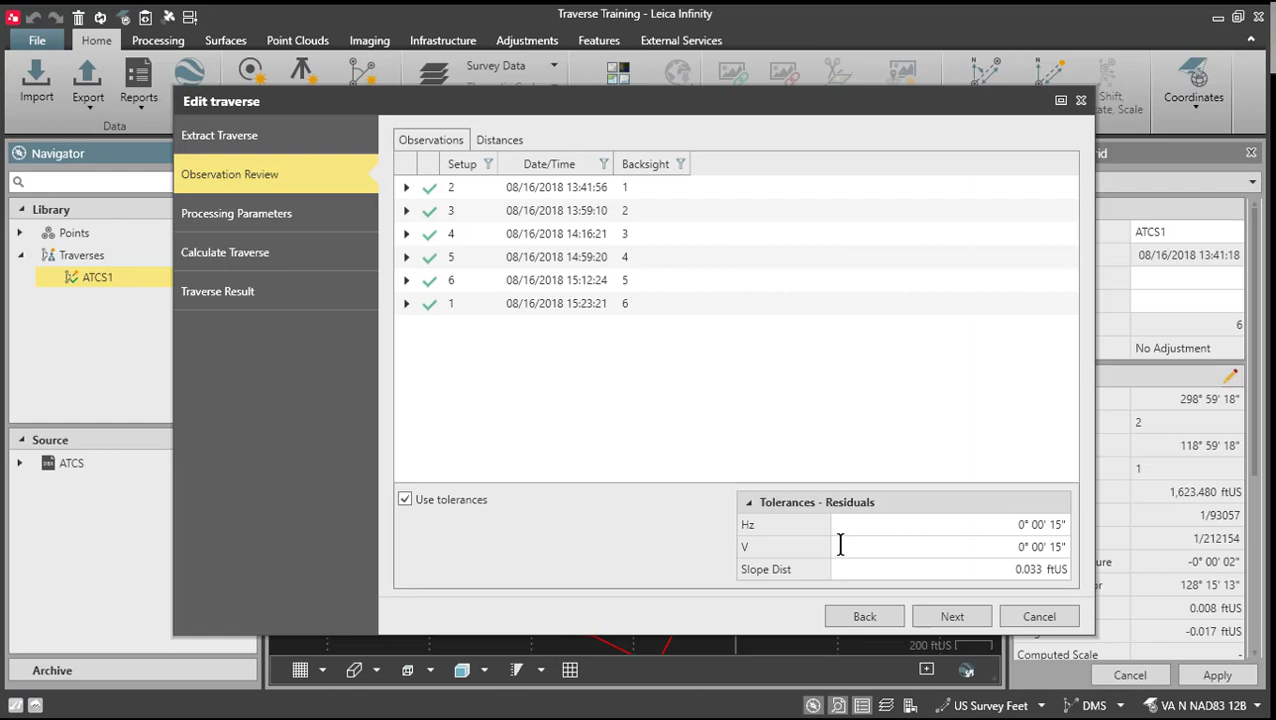 Traverse Training - Leica Infinity
File Home Processing Surfaces Point Clouds Imaging Infrastructure Adjustments Features External Services
Import Export Reports Survey Data Shift, Coordinates
Data
Edit traverse
Navigator
Library
Points
Traverses
ATCS1
Source
ATCS
Archive
Extract Traverse
Observation Review
Processing Parameters
Calculate Traverse
Traverse Result
Observations Distances
Setup Date/Time Backsight
2 08/16/2018 13:41:56 1
3 08/16/2018 13:59:10 2
4 08/16/2018 14:16:21 3
5 08/16/2018 14:59:20 4
6 08/16/2018 15:12:24 5
1 08/16/2018 15:23:21 6
Use tolerances
Tolerances - Residuals
Hz 0° 00' 15"
V 0° 00' 15"
Slope Dist 0.033 ftUS
Back Next Cancel
ATCS1
08/16/2018 13:41:18
6
No Adjustment
298° 59' 18"
2
118° 59' 18"
1
1,623.480 ftUS
1/93057
1/212154
-0° 00' 02"
128° 15' 13"
0.008 ftUS
-0.017 ftUS
Computed Scale
Cancel Apply
200 ftUS
US Survey Feet DMS VA N NAD83 12B